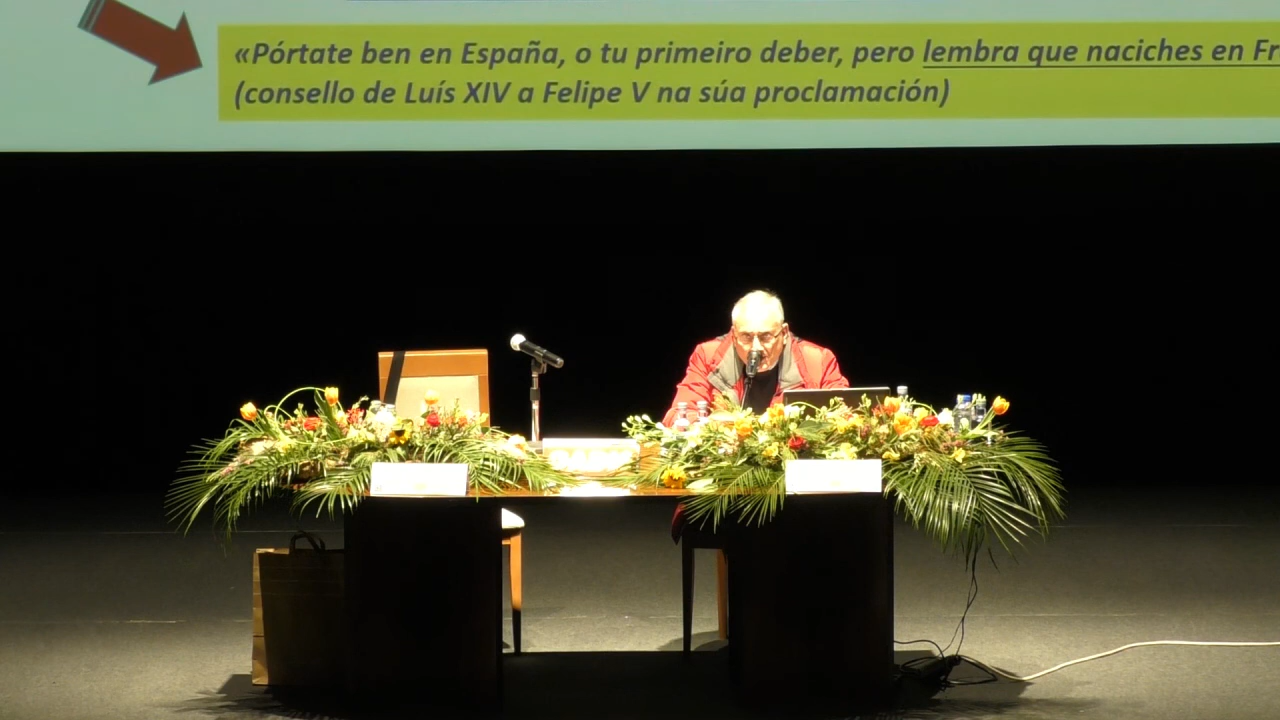 «Pórtate ben en España, o tu primeiro deber, pero lembra que naciches en Fr
(consello de Luís XIV a Felipe V na súa proclamación)